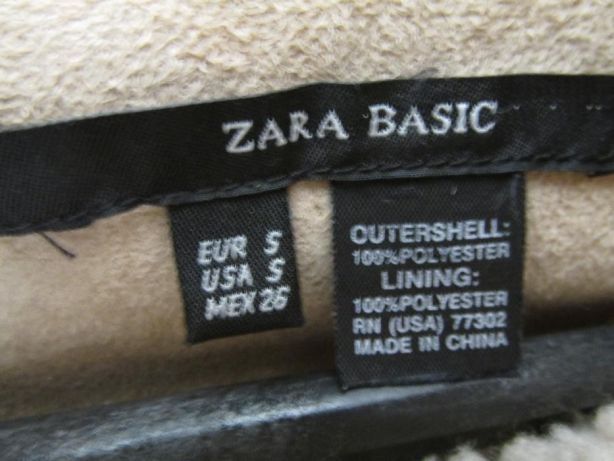 ZARA BASIC
EUR S
USA S
MEX 26
OUTERSHELL:
100%POLYESTER
LINING:
100%POLYESTER
RN (USA) 77302
MADE IN CHINA